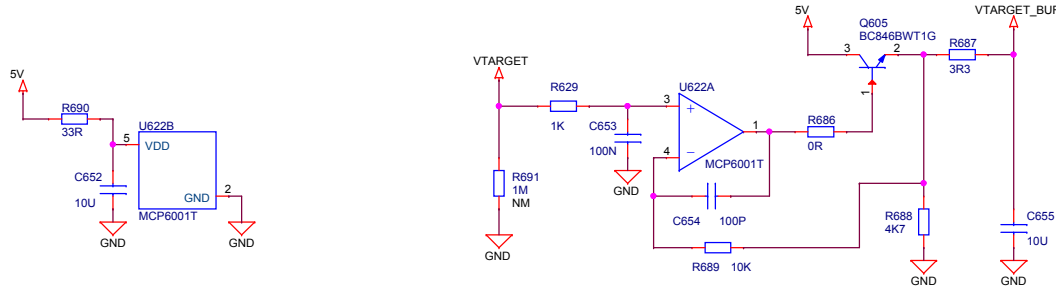 5V
R690
33R
U622B
5
VDD
C652
10U
GND
2
MCP6001T
GND
GND
VTARGET
R629
1K
C653
100N
GND
R691
1M
NM
GND
U622A
3
+
1
4
-
MCP6001T
C654
100P
R689
10K
R686
0R
5V
Q605
BC846BWT1G
3
2
1
R687
3R3
R688
4K7
GND
VTARGET_BUF
C655
10U
GND